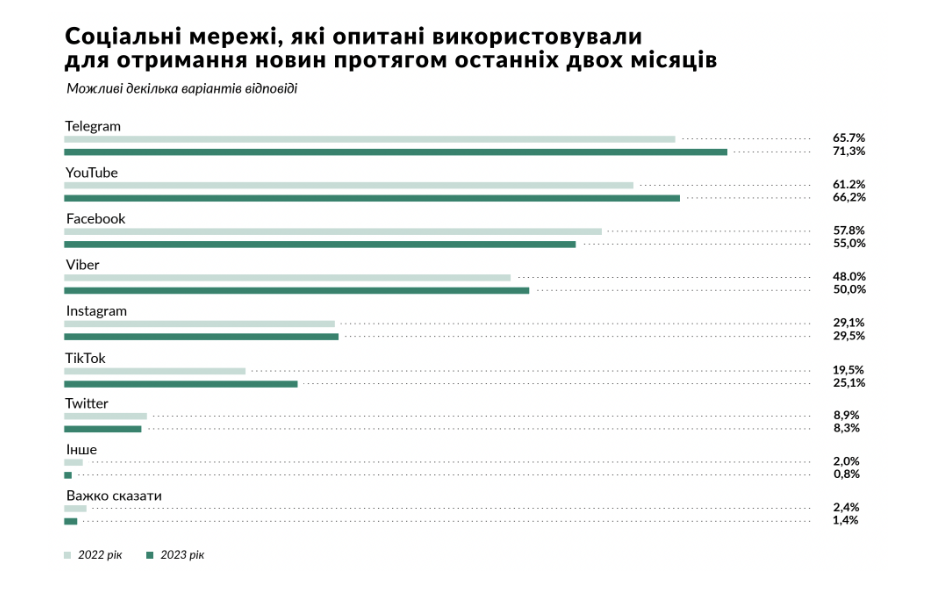 Соціальні мережі, які опитані використовували
для отримання новин протягом останніх двох місяців
Можливі декілька варіантів відповіді
Telegram
65.7%
71,3%
YouTube
61.2%
66,2%
Facebook
57.8%
55,0%
Viber
48.0%
50,0%
Instagram
29,1%
29,5%
TikTok
19,5%
25,1%
Twitter
8,9%
8,3%
Інше
2,0%
0,8%
Важко сказати
2,4%
1,4%
2022 рік 2023 рік